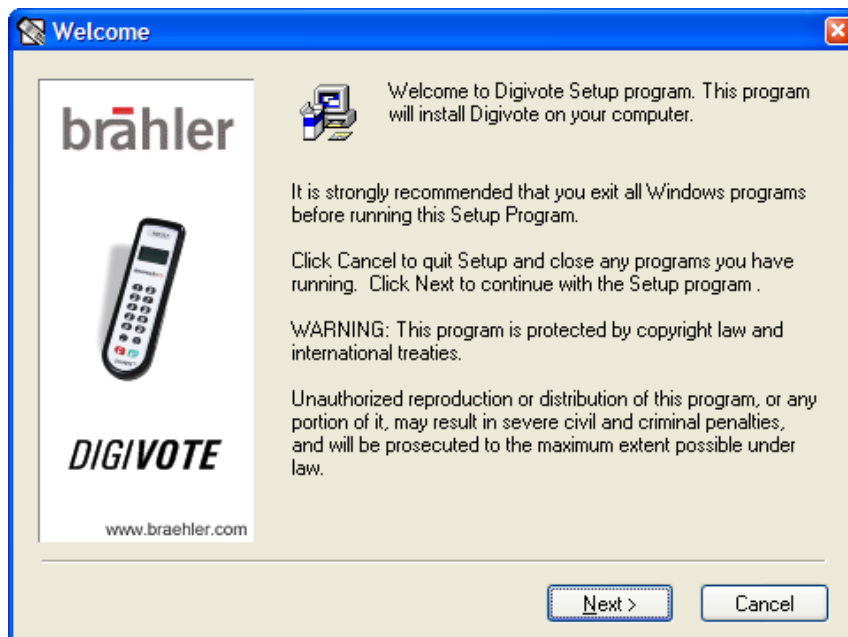 Welcome
brähler
DIGIVOTE
www.braehler.com
Welcome to Digivote Setup program. This program
will install Digivote on your computer.
It is strongly recommended that you exit all Windows programs
before running this Setup Program.
Click Cancel to quit Setup and close any programs you have
running.  Click Next to continue with the Setup program .
WARNING: This program is protected by copyright law and
international treaties.
Unauthorized reproduction or distribution of this program, or any
portion of it, may result in severe civil and criminal penalties,
and will be prosecuted to the maximum extent possible under
law.
Next >
Cancel